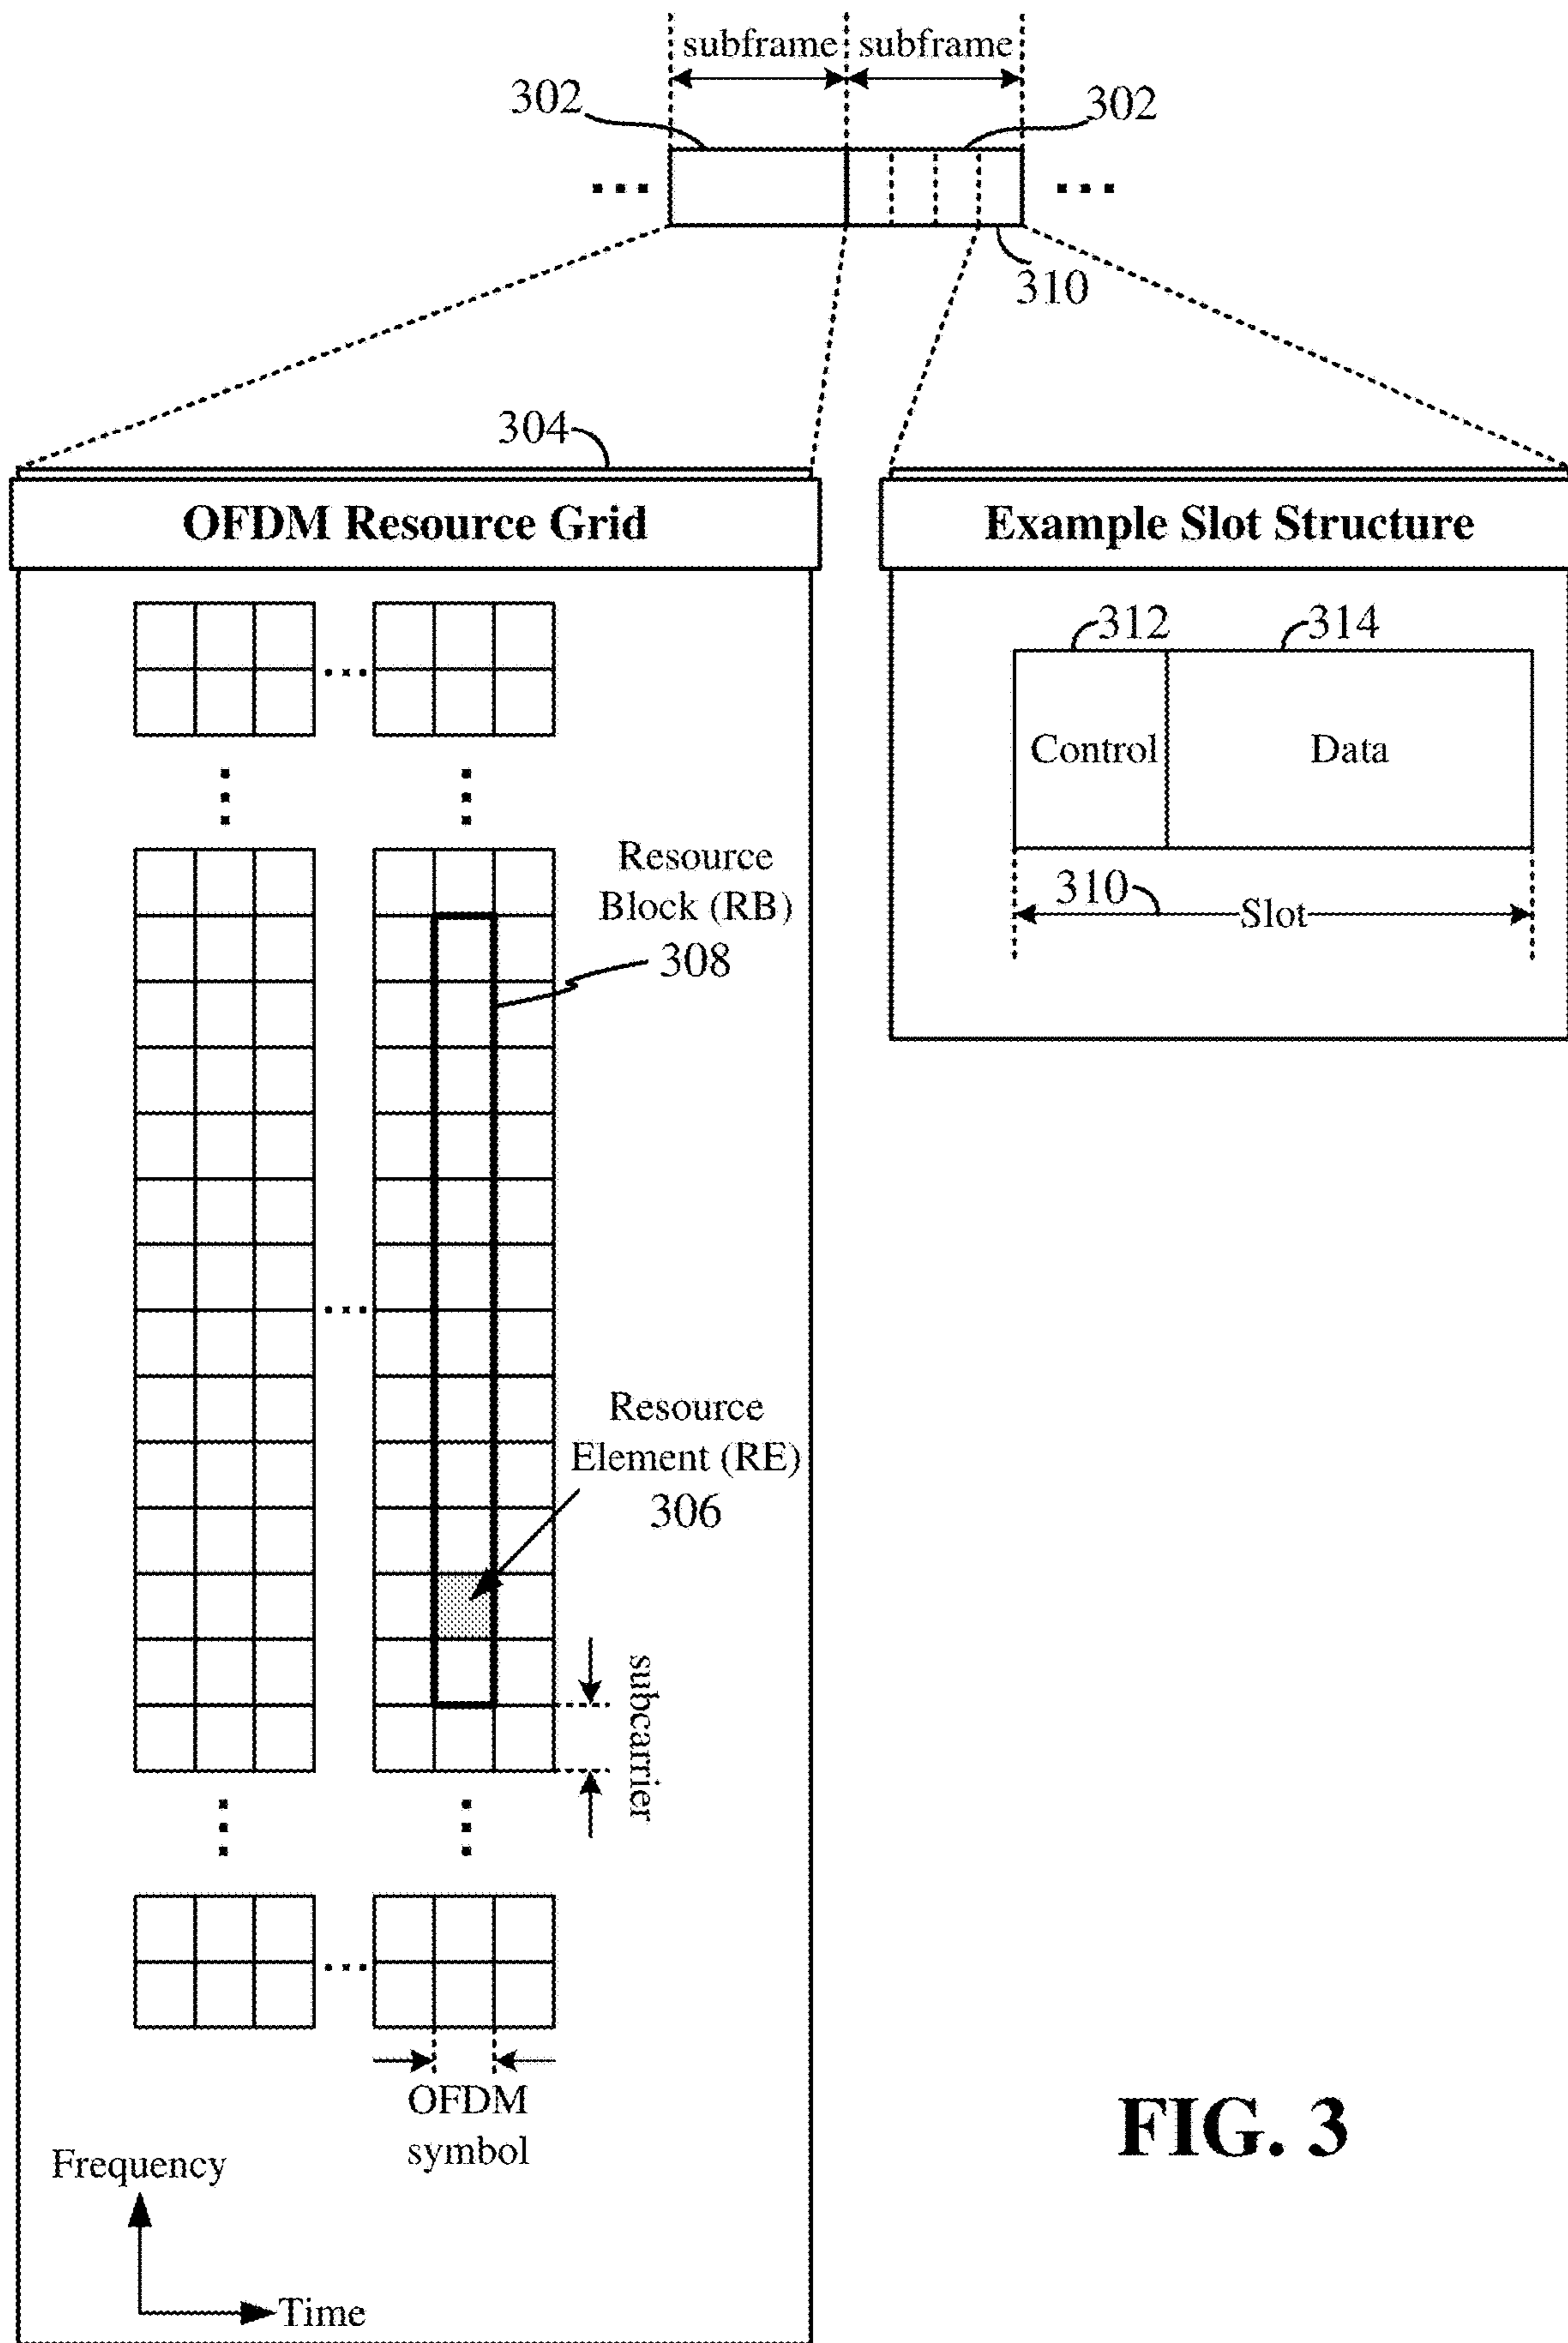 subframe subframe
302
302
310
304
OFDM Resource Grid
Example Slot Structure
312
314
Control
Data
310
Slot
Resource
Block (RB)
308
Resource
Element (RE)
306
subcarrier
OFDM
symbol
Frequency
Time
FIG. 3